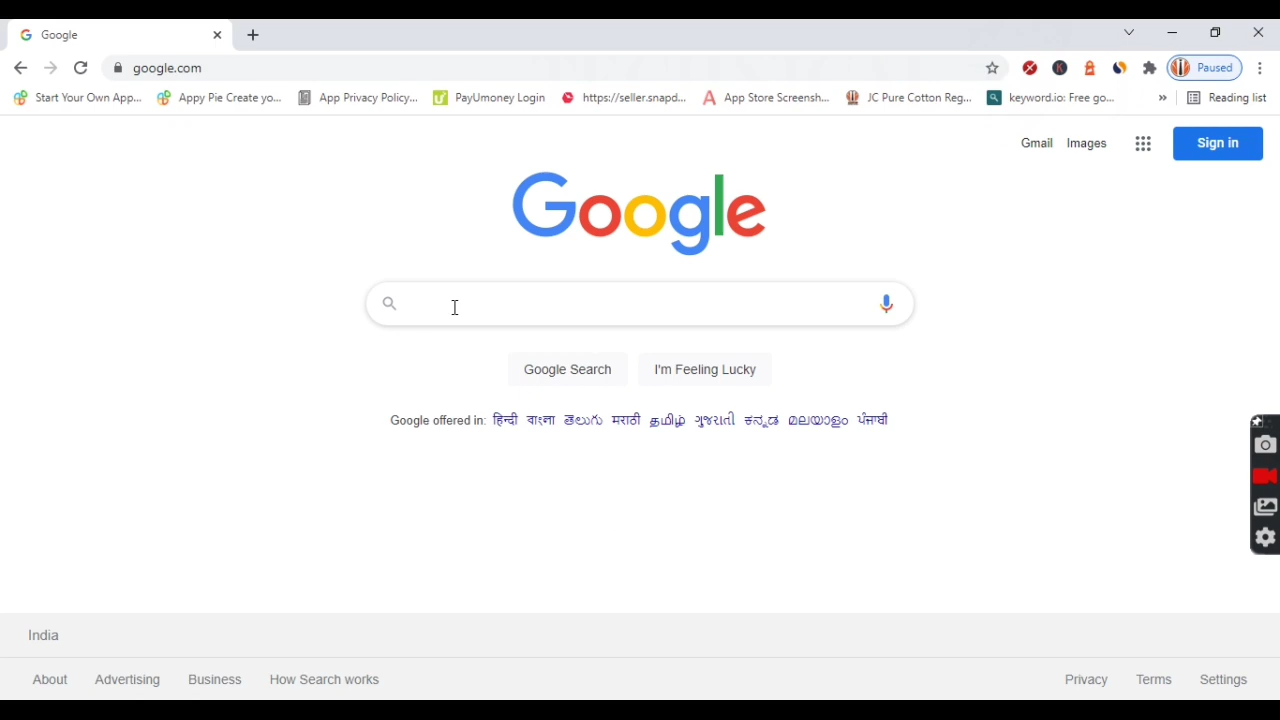 Google
google.com
Paused
Start Your Own App...
Appy Pie Create yo...
App Privacy Policy...
PayUmoney Login
https://seller.snapd...
App Store Screensh...
JC Pure Cotton Reg...
keyword.io: Free go...
»
Reading list
Gmail
Images
Sign in
Google
Google Search
I'm Feeling Lucky
Google offered in: हिन्दी বাংলা తెలుగు मराठी தமிழ் ગુજરાતી ಕನ್ನಡ മലയാളം ਪੰਜਾਬੀ
India
About
Advertising
Business
How Search works
Privacy
Terms
Settings